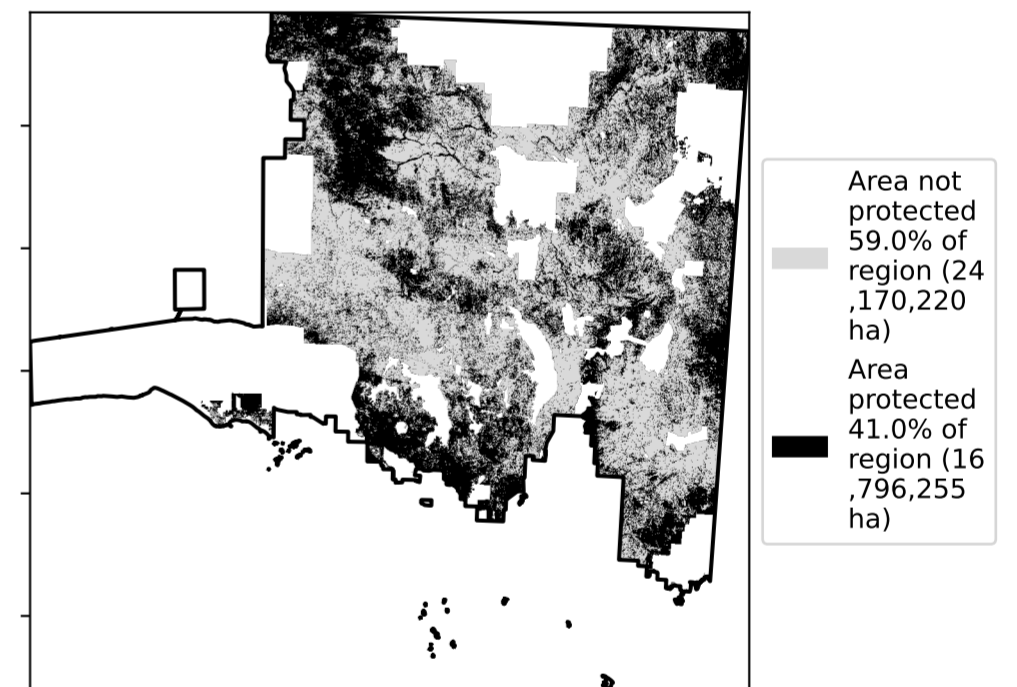 Area not
protected
59.0% of
region (24
,170,220
ha)
Area
protected
41.0% of
region (16
,796,255
ha)